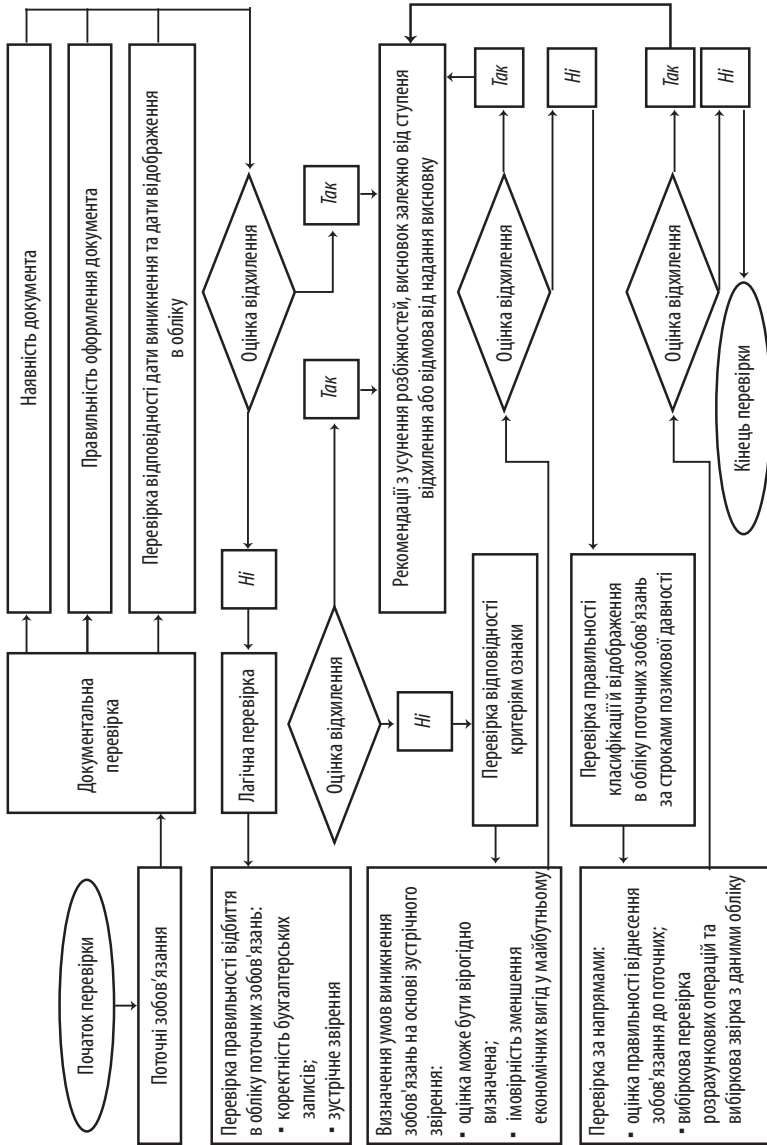 Початок перевірки
Поточні зобов'язання
Документальна
перевірка
Наявність документа
Правильність оформлення документа
Перевірка відповідності дати виникнення та дати відображення
в обліку
Оцінка відхилення
Так
Ні
Лагічна перевірка
Перевірка правильності відбиття
в обліку поточних зобов'язань:
▪ коректність бухгалтерських
записів;
▪ зустрічне звірення
Оцінка відхилення
Так
Ні
Рекомендації з усунення розбіжностей, висновок залежно від ступеня
відхилення або відмова від надання висновку
Перевірка відповідності
критеріям ознаки
Визначення умов виникнення
зобов'язань на основі зустрічного
звірення:
▪ оцінка може бути вірогідно
визначена;
▪ імовірність зменшення
економічних вигід у майбутньому
Оцінка відхилення
Так
Ні
Перевірка правильності
класифікації й відображення
в обліку поточних зобов'язань
за строками позикової давності
Перевірка за напрямами:
▪ оцінка правильності віднесення
зобов'язання до поточних;
▪ вибіркова перевірка
розрахункових операцій та
вибіркова звірка з даними обліку
Оцінка відхилення
Так
Ні
Кінець перевірки